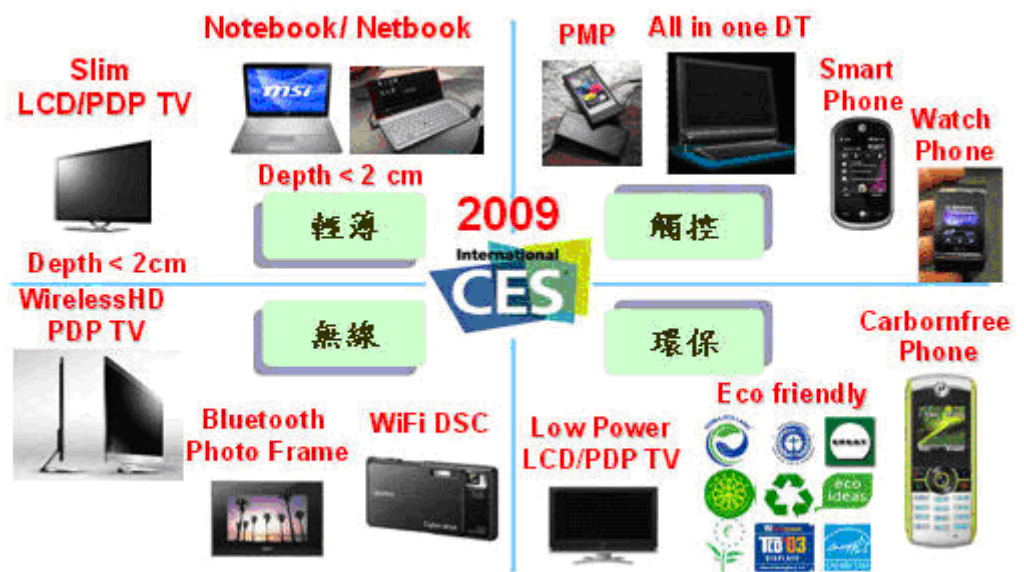 Notebook/ Netbook
PMP
All in one DT
Slim
LCD/PDP TV
Smart
Phone
Watch
Phone
msi
Depth < 2 cm
Depth < 2cm
輕薄
2009
International
CES
觸控
WirelessHD
PDP TV
無線
環保
Carbornfree
Phone
Bluetooth
Photo Frame
WiFi DSC
Low Power
LCD/PDP TV
Eco friendly
eco
ideas
TCO 03
DISPLAYS